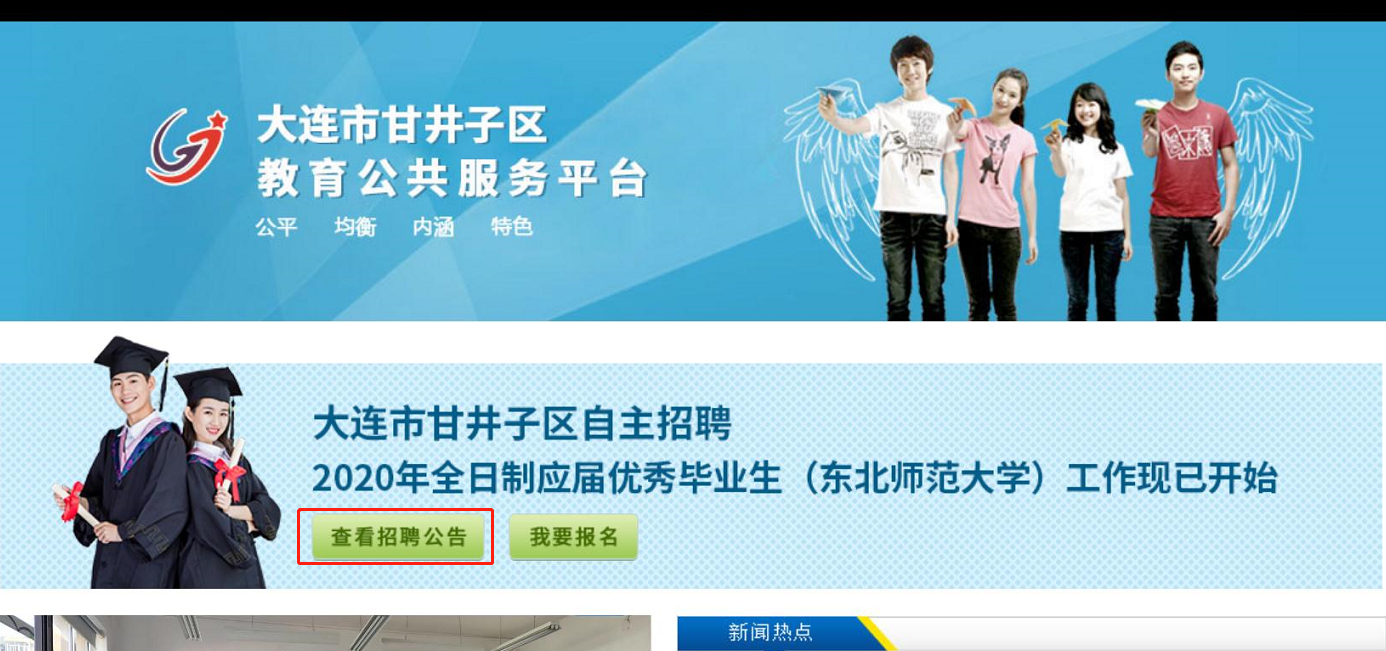 大连市甘井子区
教育公共服务平台
公平 均衡 内涵 特色
大连市甘井子区自主招聘
2020年全日制应届优秀毕业生（东北师范大学）工作现已开始
查看招聘公告 我要报名
新闻热点